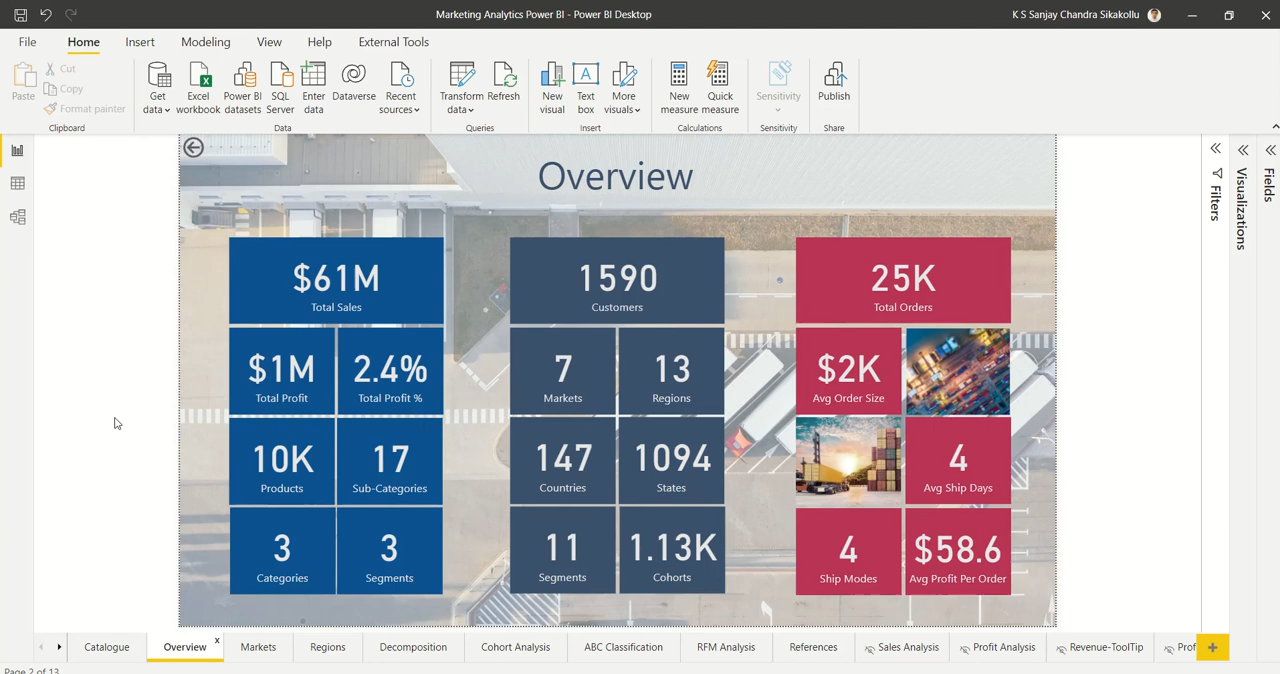 Marketing Analytics Power BI - Power BI Desktop
K S Sanjay Chandra Sikakollu
File Home Insert Modeling View Help External Tools
Paste
Cut
Copy
Format painter
Clipboard
Get data
Excel workbook
Power BI datasets
SQL Server
Enter data
Dataverse
Recent sources
Data
Transform data
Refresh
Queries
New visual
Text box
More visuals
Insert
New measure
Quick measure
Calculations
Sensitivity
Sensitivity
Publish
Share
Filters
Visualizations
Fields
Overview
$61M
Total Sales
$1M
Total Profit
2.4%
Total Profit %
10K
Products
17
Sub-Categories
3
Categories
3
Segments
1590
Customers
7
Markets
13
Regions
147
Countries
1094
States
11
Segments
1.13K
Cohorts
25K
Total Orders
$2K
Avg Order Size
4
Avg Ship Days
4
Ship Modes
$58.6
Avg Profit Per Order
Catalogue Overview x Markets Regions Decomposition Cohort Analysis ABC Classification RFM Analysis References Sales Analysis Profit Analysis Revenue-ToolTip Prof
Page 2 of 13